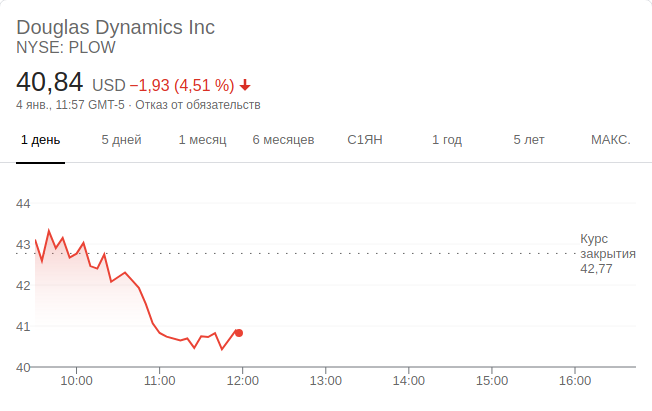 Douglas Dynamics Inc
NYSE: PLOW
40,84 USD −1,93 (4,51 %)
4 янв., 11:57 GMT-5 · Отказ от обязательств
1 день 5 дней 1 месяц 6 месяцев С1ЯН 1 год 5 лет МАКС.
44
43
42
41
40
Курс
закрытия
42,77
10:00 11:00 12:00 13:00 14:00 15:00 16:00